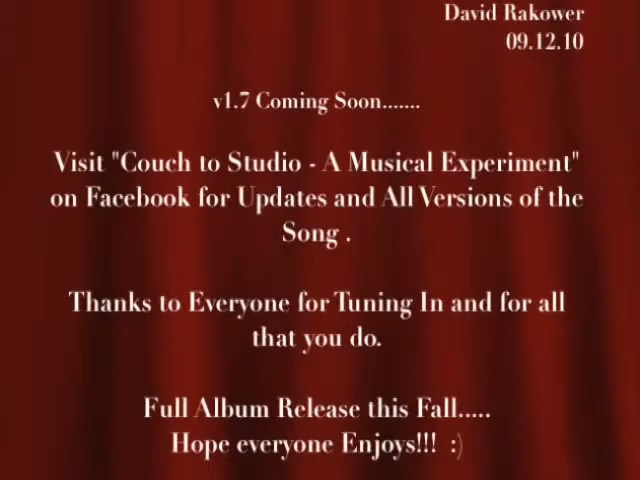 David Rakower
09.12.10
v1.7 Coming Soon.......
Visit "Couch to Studio - A Musical Experiment"
on Facebook for Updates and All Versions of the
Song .
Thanks to Everyone for Tuning In and for all
that you do.
Full Album Release this Fall.....
Hope everyone Enjoys!!! :)